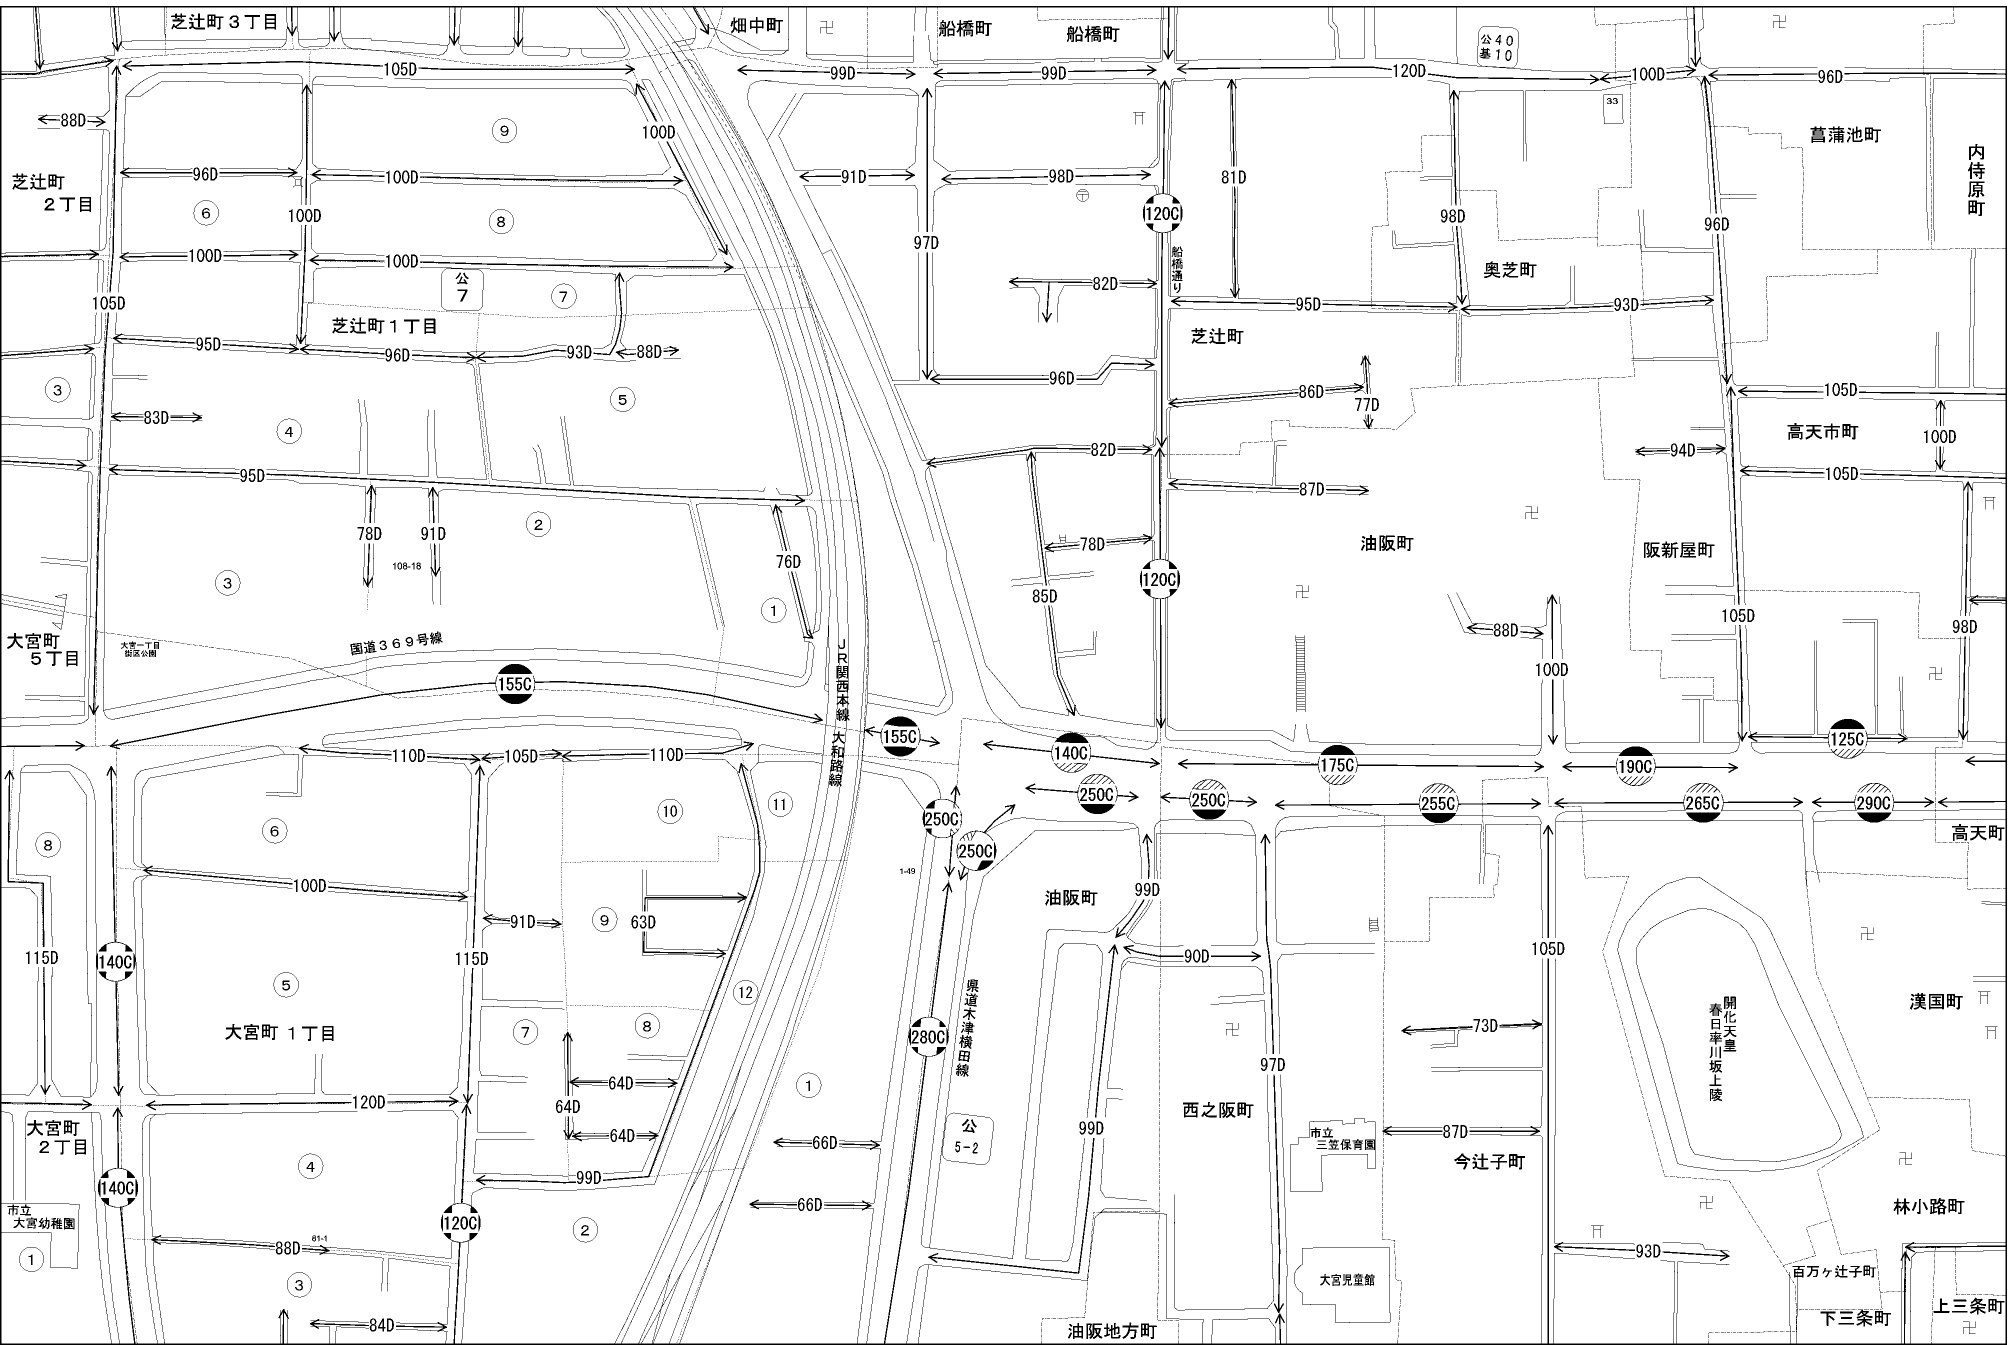 芝辻町３丁目
畑中町
船橋町
船橋町
公40
基10
105D
99D
99D
120D
100D
96D
33
88D
⑨
100D
菖蒲池町
内侍原町
96D
100D
91D
98D
81D
芝辻町
２丁目
⑥
100D
⑧
120C
98D
96D
97D
船橋通り
100D
100D
公
7
⑦
82D
奥芝町
105D
95D
93D
芝辻町１丁目
芝辻町
95D
96D
93D
88D
96D
③
⑤
86D
77D
105D
83D
④
高天市町
100D
82D
94D
95D
87D
105D
78D
91D
②
油阪町
阪新屋町
78D
76D
108-18
120C
③
①
85D
105D
98D
大宮町
５丁目
大宮一丁目
街区公園
国道３６９号線
ＪＲ関西本線 大和路線
88D
100D
155C
155C
140C
175C
190C
125C
110D
105D
110D
250C
250C
255C
265C
290C
250C
⑩
⑪
⑥
⑧
250C
高天町
1-49
100D
油阪町
99D
91D
⑨
63D
115D
140C
115D
90D
105D
⑤
⑫
県道木津横田線
漢国町
大宮町１丁目
⑦
⑧
280C
開化天皇
春日率川坂上陵
73D
97D
64D
64D
①
120D
西之阪町
大宮町
２丁目
64D
66D
公
5-2
99D
市立
三笠保育園
87D
今辻子町
④
140C
99D
66D
林小路町
市立
大宮幼稚園
120C
②
①
88D
61-1
93D
百万ヶ辻子町
③
大宮児童館
84D
油阪地方町
下三条町
上三条町